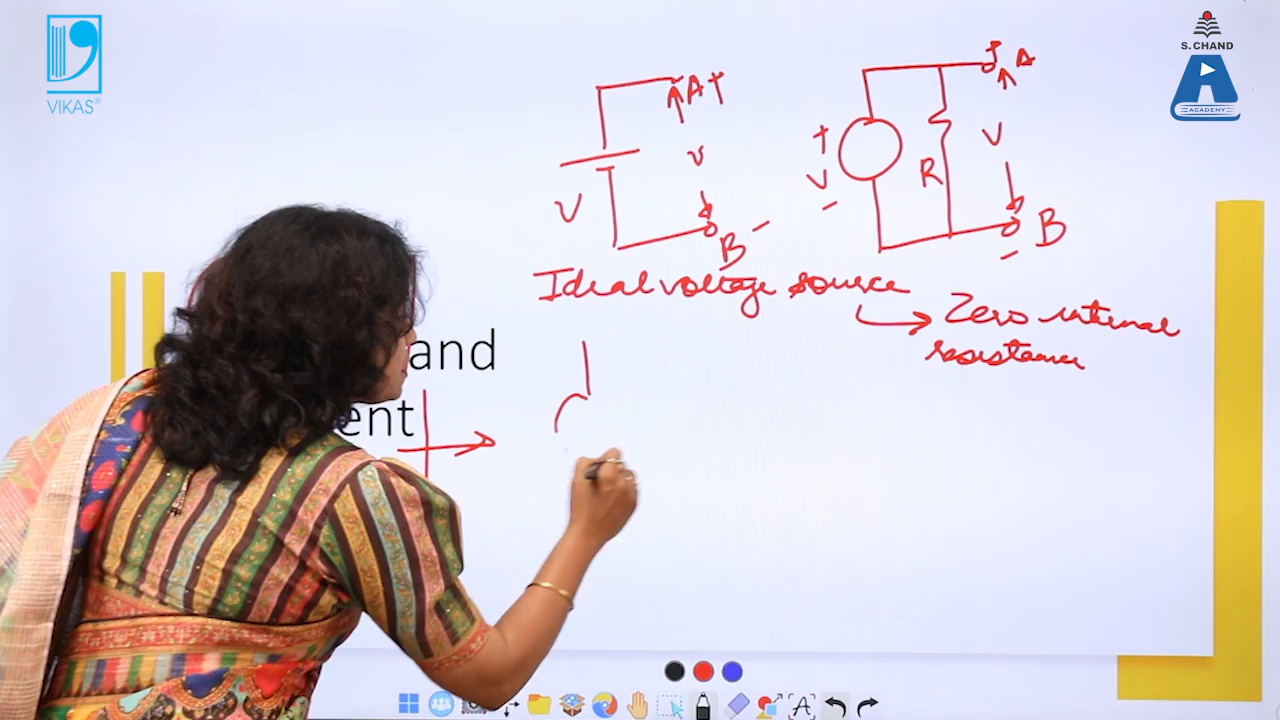 VIKAS®
S. CHAND
ACADEMY
A +
V
V
B -
+
V
-
R
+ A
V
B
-
Ideal voltage source
Zero internal
resistance
and
ent
A